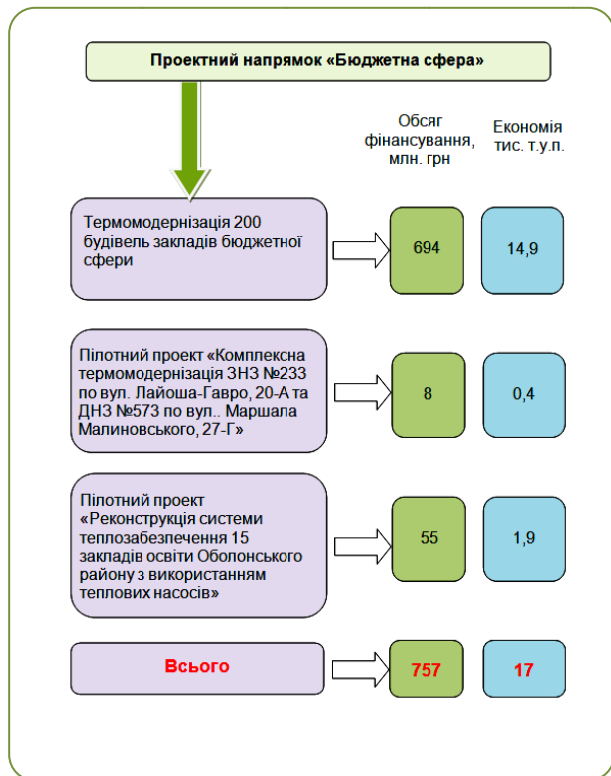 Проектний напрямок «Бюджетна сфера»
Обсяг
фінансування,
млн. грн
Економія
тис. т.у.п.
Термомодернізація 200
будівель закладів бюджетної
сфери
694
14,9
Пілотний проект «Комплексна
термомодернізація ЗНЗ №233
по вул. Лайоша-Гавро, 20-А та
ДНЗ №573 по вул.. Маршала
Малиновського, 27-Г»
8
0,4
Пілотний проект
«Реконструкція системи
теплозабезпечення 15
закладів освіти Оболонського
району з використанням
теплових насосів»
55
1,9
Всього
757
17